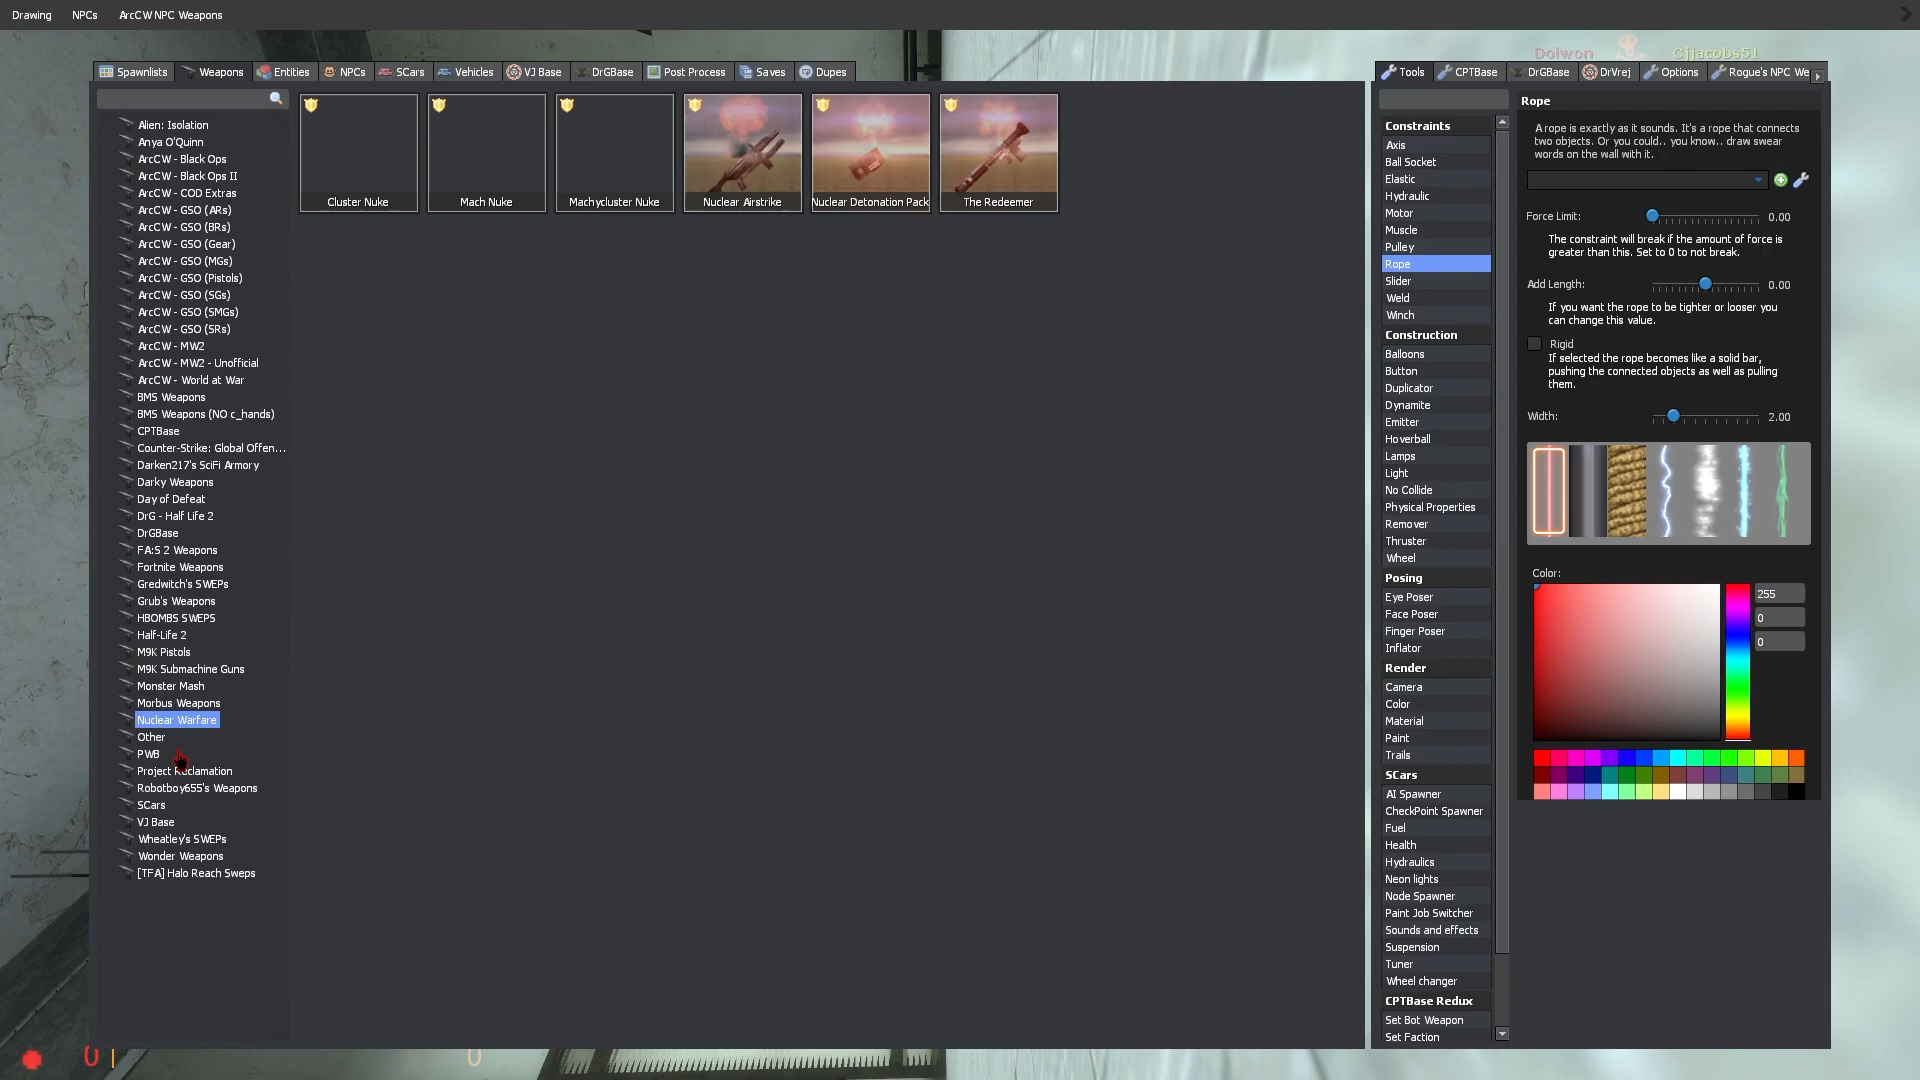 Drawing NPCs ArcCW NPC Weapons
Dolwon Cjjacobs51
Spawnlists Weapons Entities NPCs SCars Vehicles VJ Base DrGBase Post Process Saves Dupes
Alien: Isolation
Anya O'Quinn
ArcCW - Black Ops
ArcCW - Black Ops II
ArcCW - COD Extras
ArcCW - GSO (ARs)
ArcCW - GSO (BRs)
ArcCW - GSO (Gear)
ArcCW - GSO (MGs)
ArcCW - GSO (Pistols)
ArcCW - GSO (SGs)
ArcCW - GSO (SMGs)
ArcCW - GSO (SRs)
ArcCW - MW2
ArcCW - MW2 - Unofficial
ArcCW - World at War
BMS Weapons
BMS Weapons (NO c_hands)
CPTBase
Counter-Strike: Global Offen...
Darken217's SciFi Armory
Darky Weapons
Day of Defeat
DrG - Half Life 2
DrGBase
FA:S 2 Weapons
Fortnite Weapons
Gredwitch's SWEPs
Grub's Weapons
HBOMBS SWEPS
Half-Life 2
M9K Pistols
M9K Submachine Guns
Monster Mash
Morbus Weapons
Nuclear Warfare
Other
PWB
Project Reclamation
Robotboy655's Weapons
SCars
VJ Base
Wheatley's SWEPs
Wonder Weapons
[TFA] Halo Reach Sweps
Cluster Nuke
Mach Nuke
Machycluster Nuke
Nuclear Airstrike
Nuclear Detonation Pack
The Redeemer
Tools CPTBase DrGBase DrVrej Options Rogue's NPC We
Constraints
Axis
Ball Socket
Elastic
Hydraulic
Motor
Muscle
Pulley
Rope
Slider
Weld
Winch
Construction
Balloons
Button
Duplicator
Dynamite
Emitter
Hoverball
Lamps
Light
No Collide
Physical Properties
Remover
Thruster
Wheel
Posing
Eye Poser
Face Poser
Finger Poser
Inflator
Render
Camera
Color
Material
Paint
Trails
SCars
AI Spawner
CheckPoint Spawner
Fuel
Health
Hydraulics
Neon lights
Node Spawner
Paint Job Switcher
Sounds and effects
Suspension
Tuner
Wheel changer
CPTBase Redux
Set Bot Weapon
Set Faction
Rope
A rope is exactly as it sounds. It's a rope that connects
two objects. Or you could.. you know.. draw swear
words on the wall with it.
Force Limit: 0.00
The constraint will break if the amount of force is
greater than this. Set to 0 to not break.
Add Length: 0.00
If you want the rope to be tighter or looser you
can change this value.
Rigid
If selected the rope becomes like a solid bar,
pushing the connected objects as well as pulling
them.
Width: 2.00
Color:
255
0
0
0 0